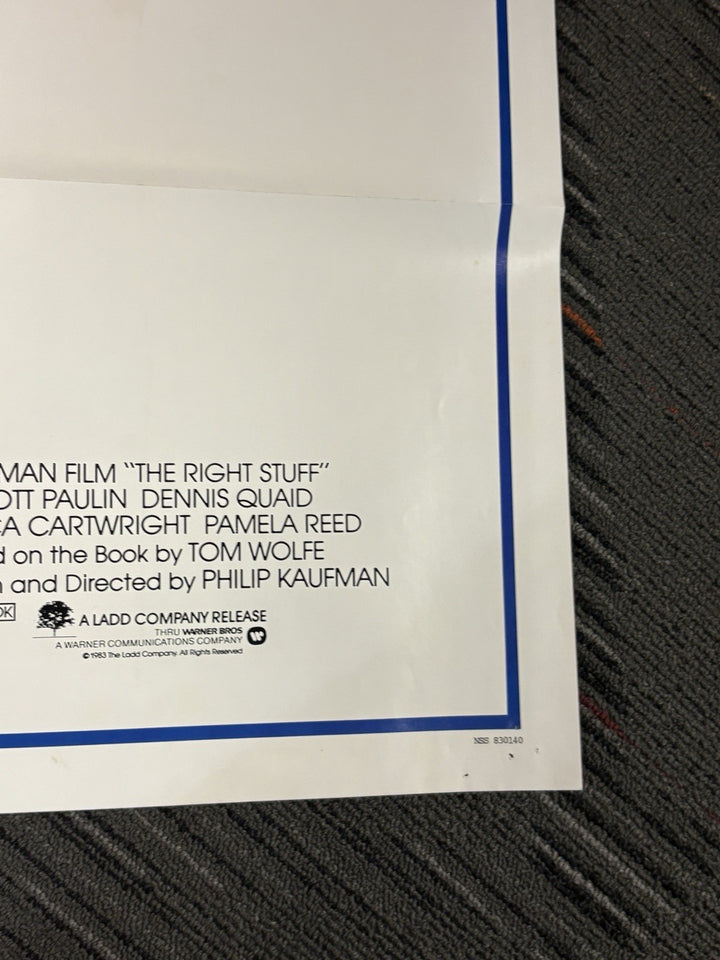 MAN FILM "THE RIGHT STUFF"
OTT PAULIN DENNIS QUAID
CA CARTWRIGHT PAMELA REED
d on the Book by TOM WOLFE
n and Directed by PHILIP KAUFMAN
OK
A LADD COMPANY RELEASE
THRU WARNER BROS
A WARNER COMMUNICATIONS COMPANY
© 1983 The Ladd Company. All Rights Reserved
NSS 830140